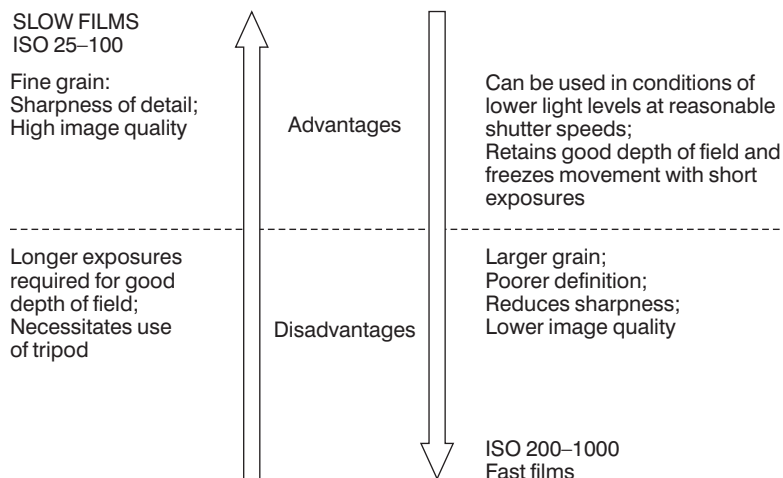 SLOW FILMS
ISO 25–100
Fine grain:
Sharpness of detail;
High image quality
Advantages
Can be used in conditions of
lower light levels at reasonable
shutter speeds;
Retains good depth of field and
freezes movement with short
exposures
Longer exposures
required for good
depth of field;
Necessitates use
of tripod
Disadvantages
Larger grain;
Poorer definition;
Reduces sharpness;
Lower image quality
ISO 200–1000
Fast films